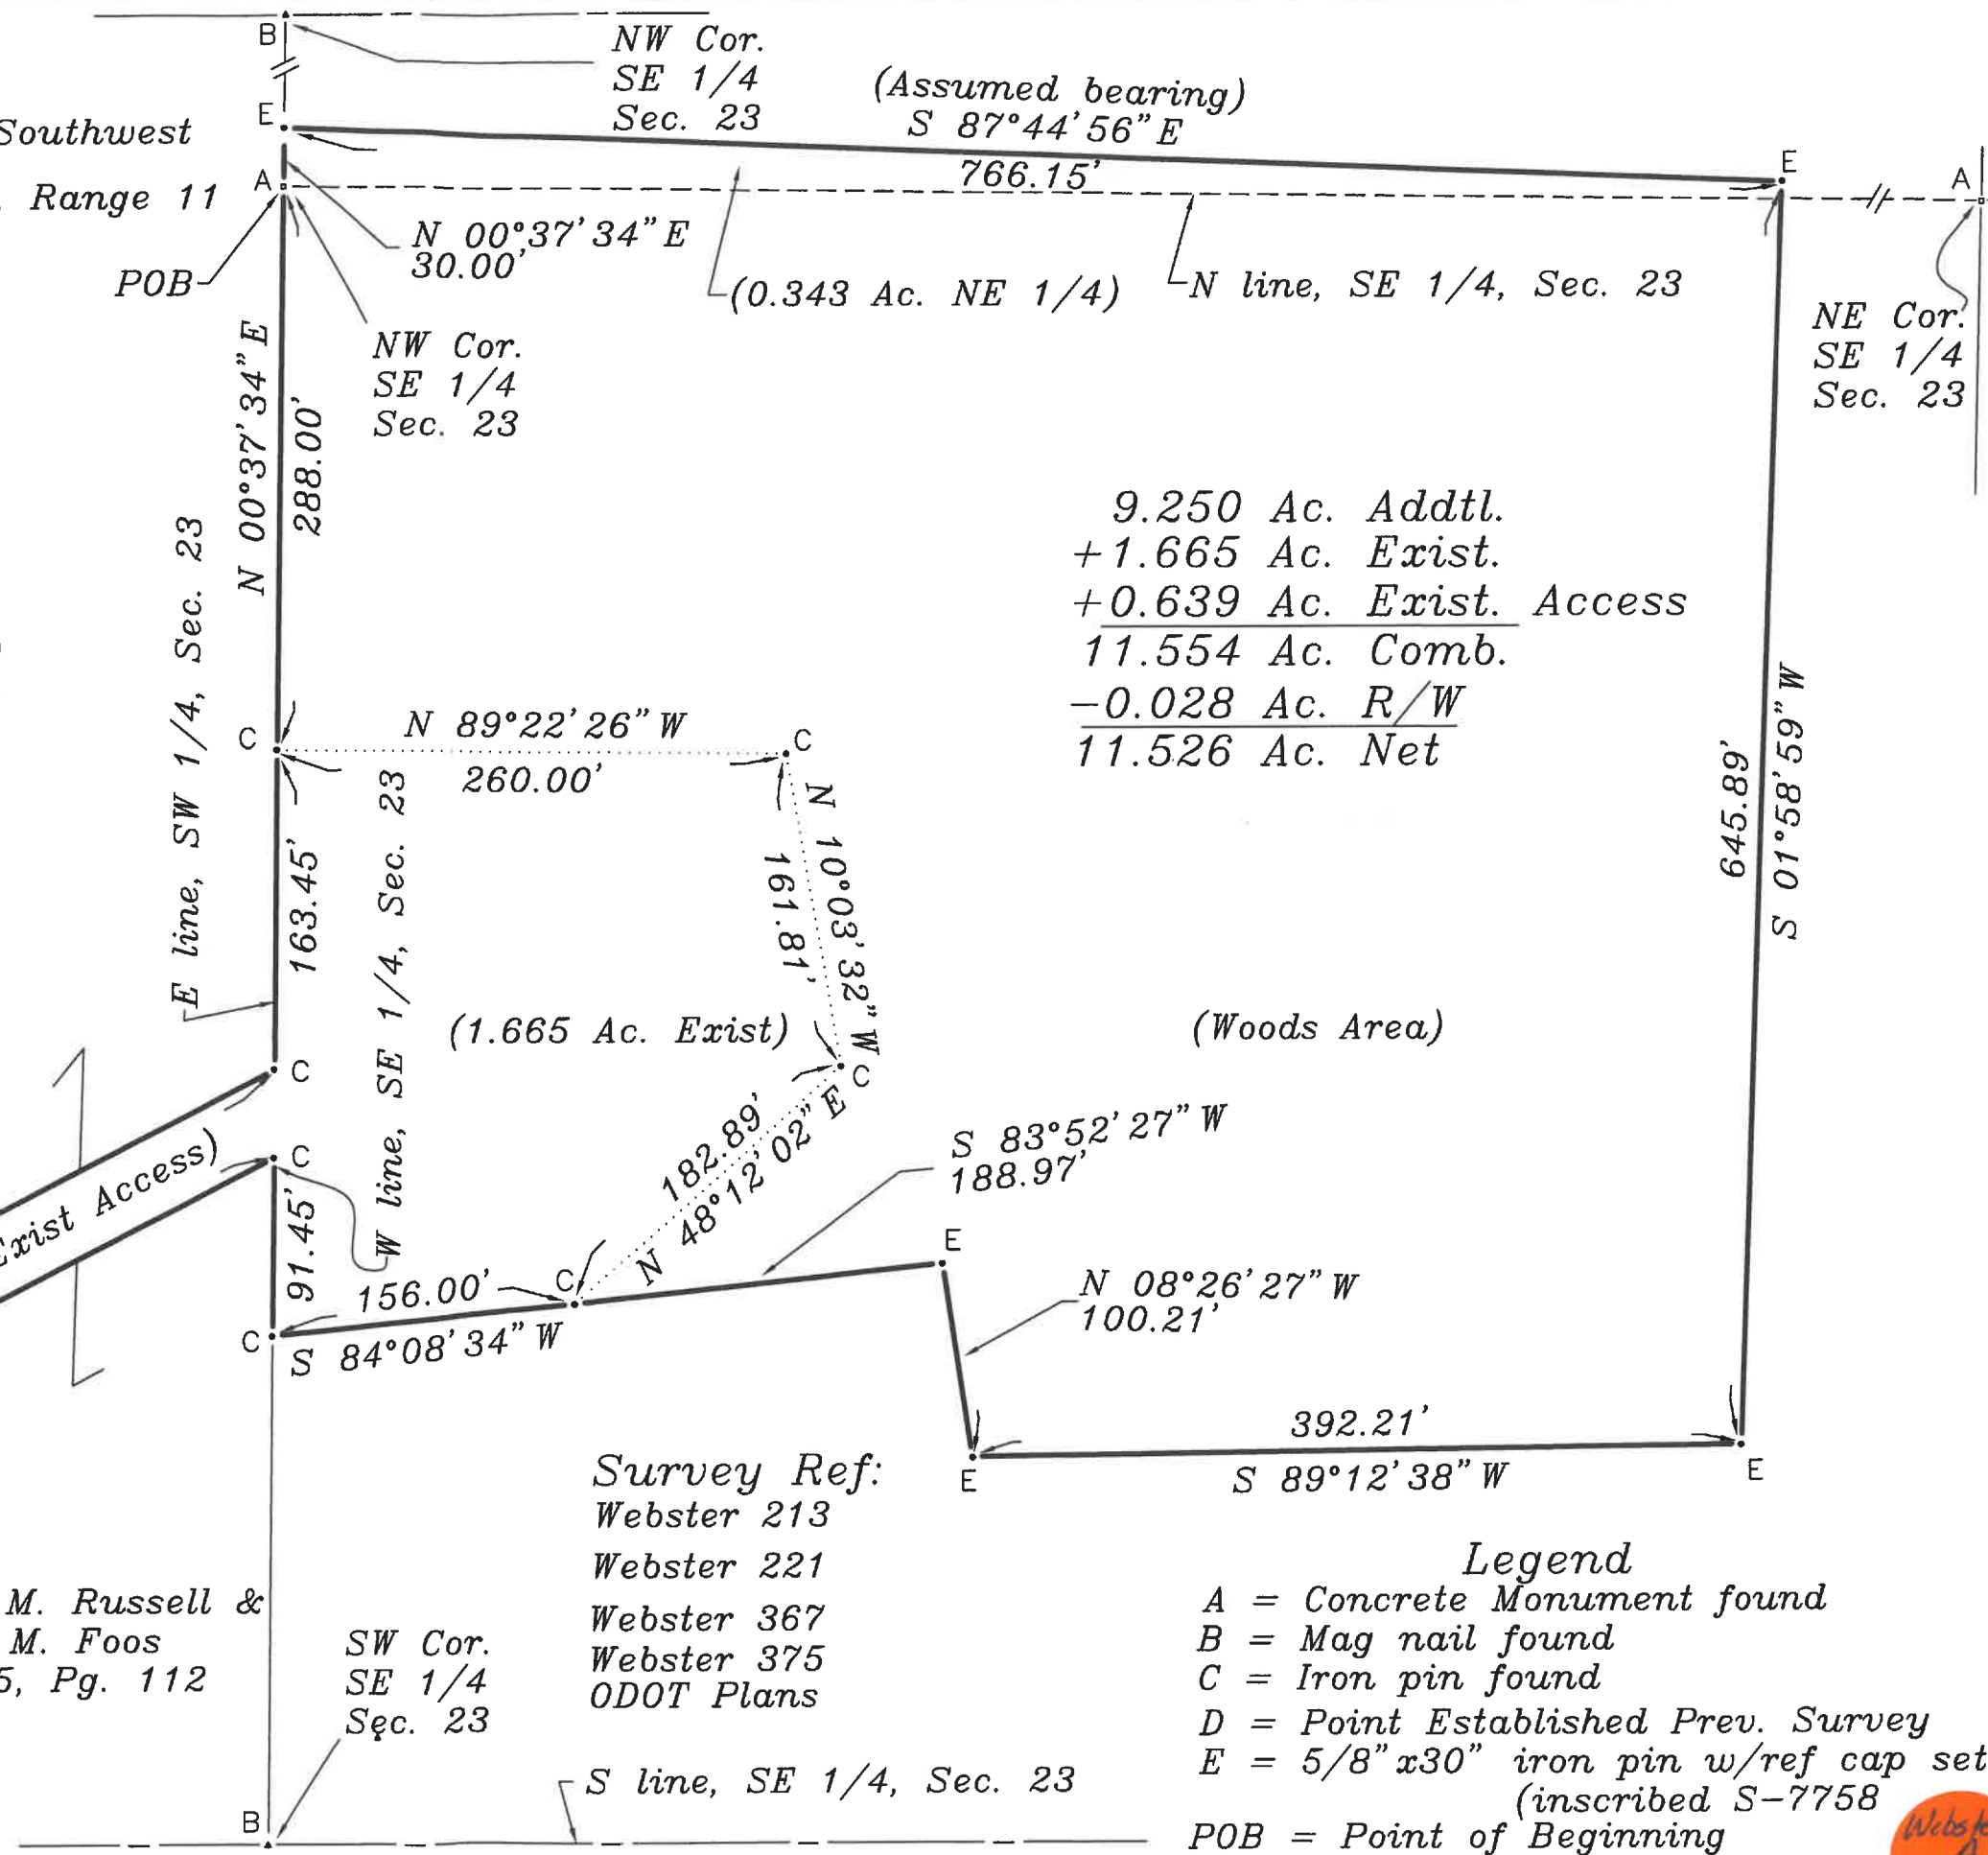 B
NW Cor.
SE 1/4
Sec. 23
(Assumed bearing)
S 87°44'56" E
766.15'
E
Southwest
Range 11
A
E
A
POB
N 00°37'34" E
30.00'
(0.343 Ac. NE 1/4)
N line, SE 1/4, Sec. 23
NE Cor.
SE 1/4
Sec. 23
NW Cor.
SE 1/4
Sec. 23
N 00°37'34" E
288.00'
E line, SW 1/4, Sec. 23
9.250 Ac. Addtl.
+1.665 Ac. Exist.
+0.639 Ac. Exist. Access
11.554 Ac. Comb.
-0.028 Ac. R/W
11.526 Ac. Net
645.89'
S 01°58'59" W
C
N 89°22'26" W
260.00'
C
163.45'
W line, SE 1/4, Sec. 23
N 10°03'32" W
161.81'
(1.665 Ac. Exist)
(Woods Area)
C
C
182.89'
N 48°12'02" E
S 83°52'27" W
188.97'
Exist Access)
C
91.45'
156.00'
C
C
S 84°08'34" W
E
N 08°26'27" W
100.21'
392.21'
S 89°12'38" W
E
E
Survey Ref:
Webster 213
Webster 221
Webster 367
Webster 375
ODOT Plans
M. Russell &
M. Foos
5, Pg. 112
SW Cor.
SE 1/4
Sec. 23
S line, SE 1/4, Sec. 23
B
Legend
A = Concrete Monument found
B = Mag nail found
C = Iron pin found
D = Point Established Prev. Survey
E = 5/8"x30" iron pin w/ref cap set
(inscribed S-7758
POB = Point of Beginning